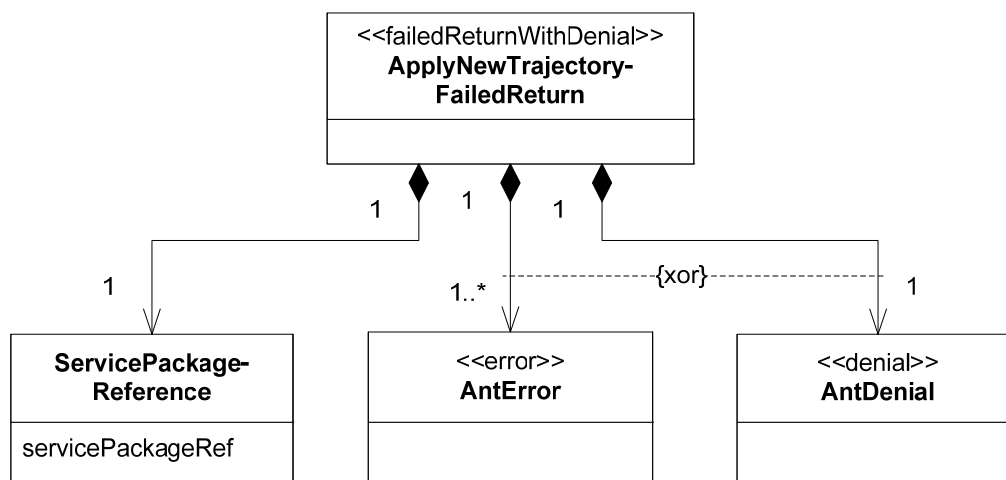 <<failedReturnWithDenial>>
ApplyNewTrajectory-
FailedReturn
1
1
1
{xor}
1
1..*
1
ServicePackage-
Reference
servicePackageRef
<<error>>
AntError
<<denial>>
AntDenial